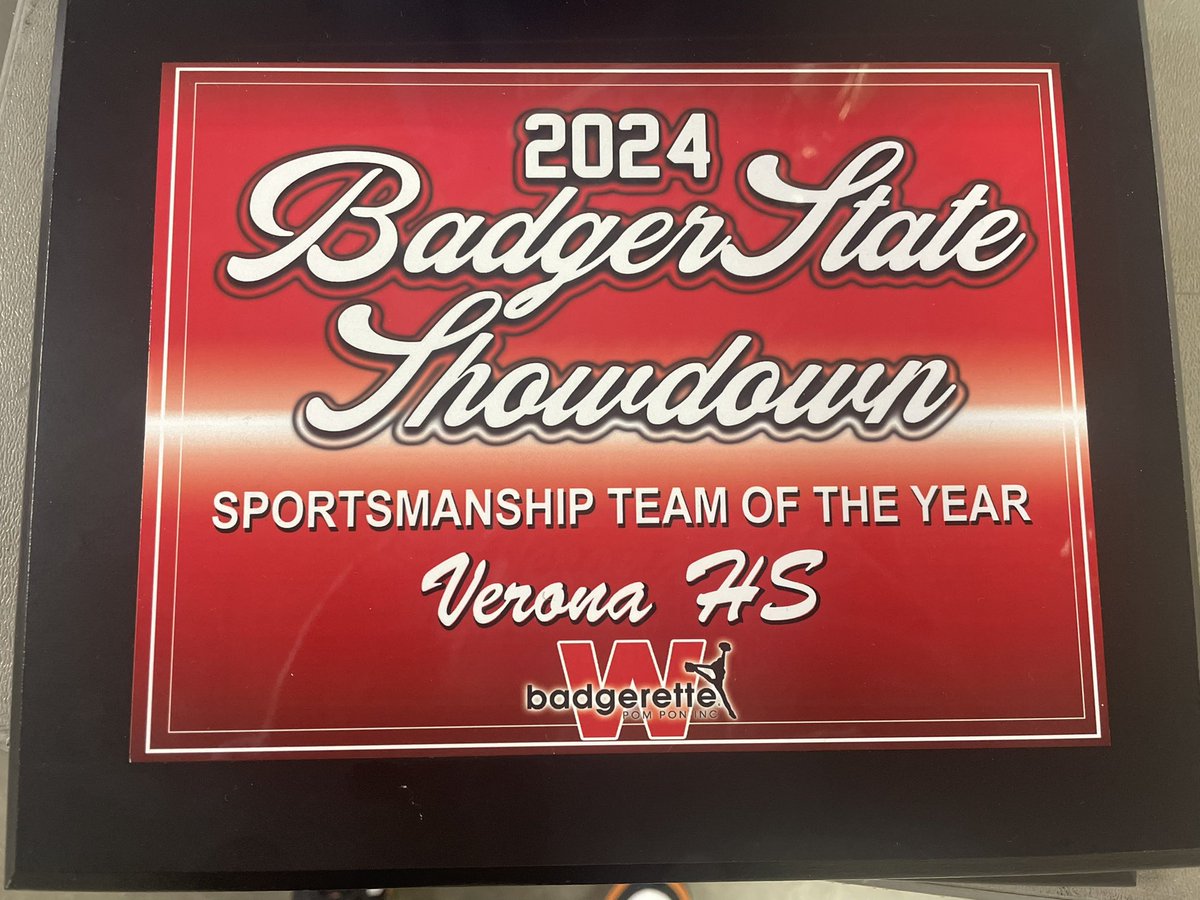 2024
Badger State
Showdown
SPORTSMANSHIP TEAM OF THE YEAR
Verona HS
W
badgerette
POM PON INC